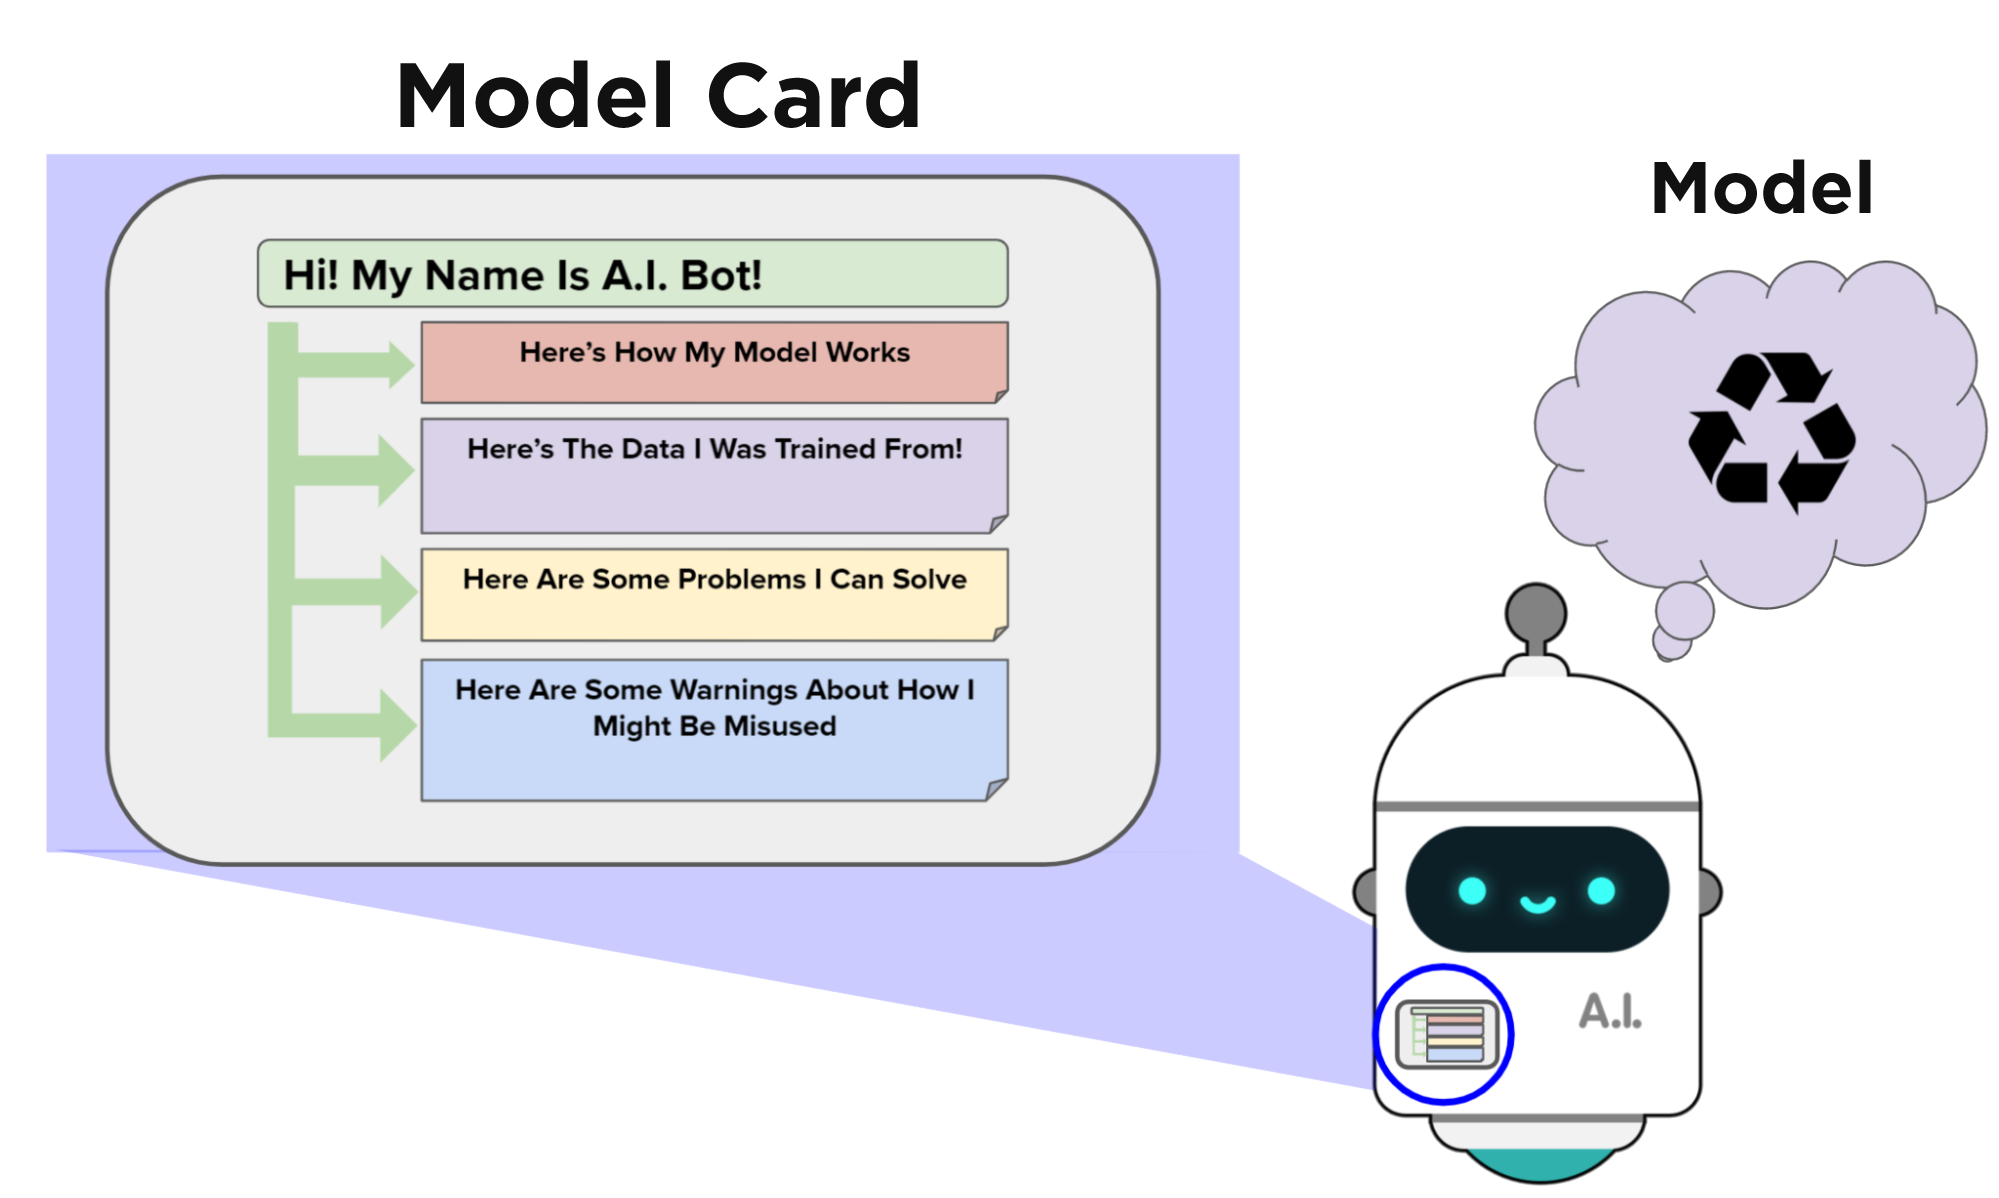 Model Card
Model
Hi! My Name Is A.I. Bot!
Here’s How My Model Works
Here’s The Data I Was Trained From!
Here Are Some Problems I Can Solve
Here Are Some Warnings About How I
Might Be Misused
A.I.